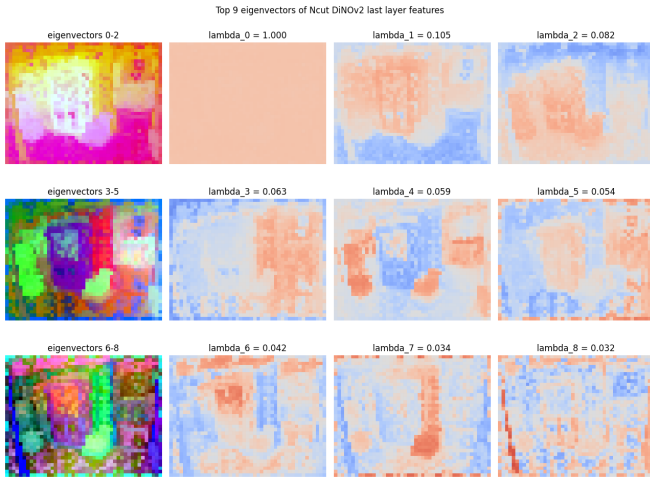 Top 9 eigenvectors of Ncut DiNOv2 last layer features
eigenvectors 0-2
lambda_0 = 1.000
lambda_1 = 0.105
lambda_2 = 0.082
eigenvectors 3-5
lambda_3 = 0.063
lambda_4 = 0.059
lambda_5 = 0.054
eigenvectors 6-8
lambda_6 = 0.042
lambda_7 = 0.034
lambda_8 = 0.032